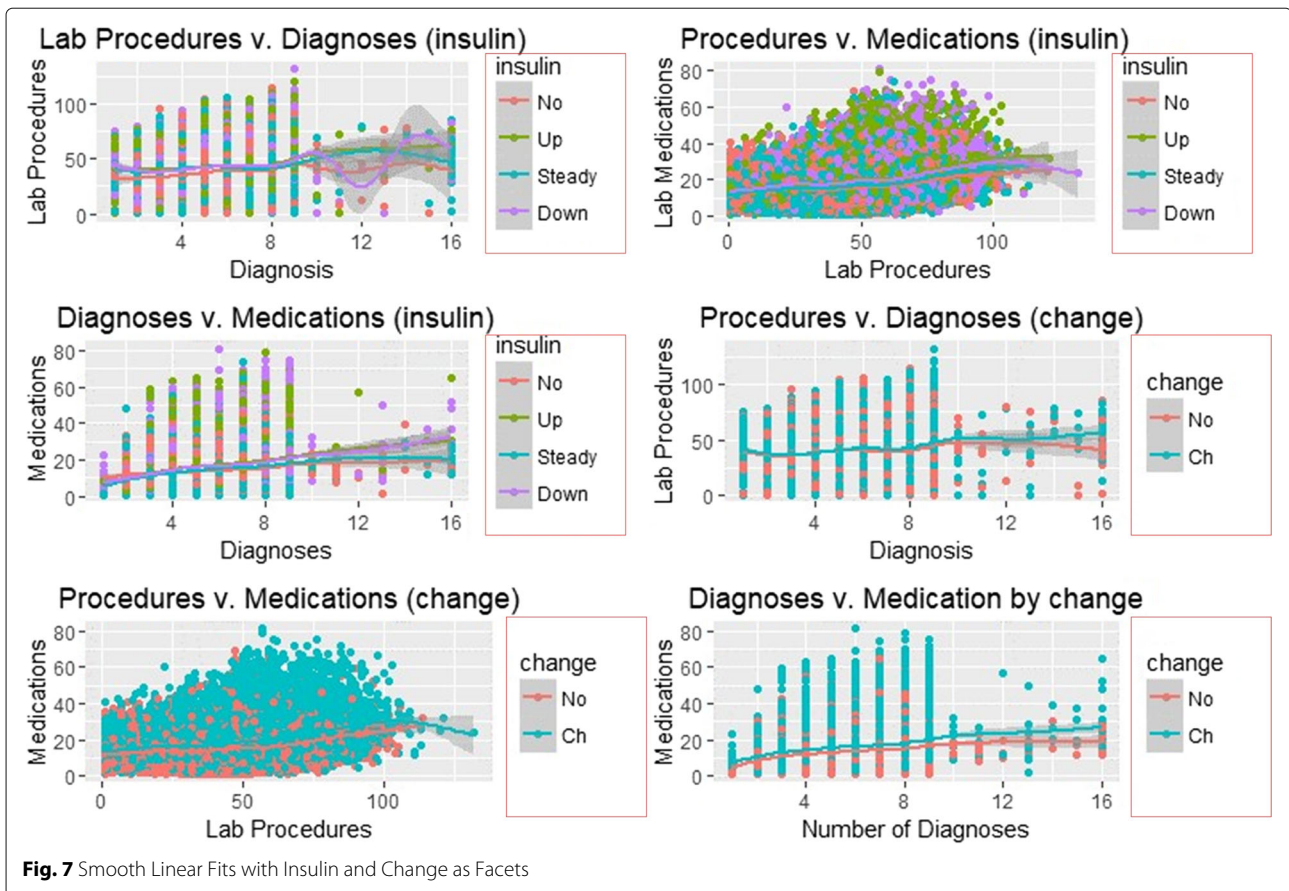 Lab Procedures v. Diagnoses (insulin)
Lab Procedures
100
50
0
4
8
12
16
Diagnosis
insulin
No
Up
Steady
Down
Procedures v. Medications (insulin)
Lab Medications
80
60
40
20
0
0
50
100
Lab Procedures
insulin
No
Up
Steady
Down
Diagnoses v. Medications (insulin)
Medications
80
60
40
20
0
4
8
12
16
Diagnoses
insulin
No
Up
Steady
Down
Procedures v. Diagnoses (change)
Lab Procedures
100
50
0
4
8
12
16
Diagnosis
change
No
Ch
Procedures v. Medications (change)
Medications
80
60
40
20
0
0
50
100
Lab Procedures
change
No
Ch
Diagnoses v. Medication by change
Medications
80
60
40
20
0
4
8
12
16
Number of Diagnoses
change
No
Ch
Fig. 7 Smooth Linear Fits with Insulin and Change as Facets